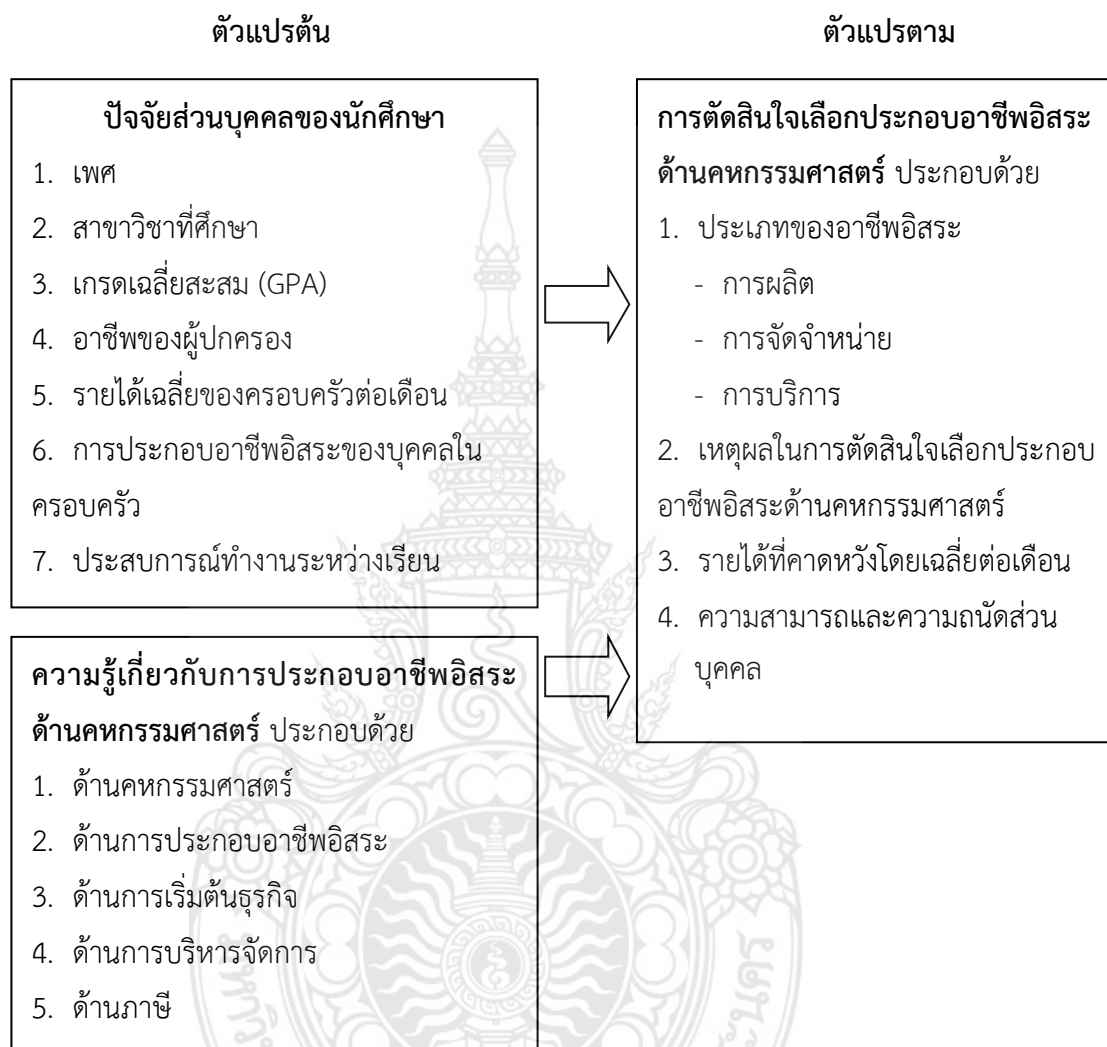 ตัวแปรต้น
ตัวแปรตาม
ปัจจัยส่วนบุคคลของนักศึกษา
1. เพศ
2. สาขาวิชาที่ศึกษา
3. เกรดเฉลี่ยสะสม (GPA)
4. อาชีพของผู้ปกครอง
5. รายได้เฉลี่ยของครอบครัวต่อเดือน
6. การประกอบอาชีพอิสระของบุคคลใน
ครอบครัว
7. ประสบการณ์ทำงานระหว่างเรียน
ความรู้เกี่ยวกับการประกอบอาชีพอิสระ
ด้านคหกรรมศาสตร์ ประกอบด้วย
1. ด้านคหกรรมศาสตร์
2. ด้านการประกอบอาชีพอิสระ
3. ด้านการเริ่มต้นธุรกิจ
4. ด้านการบริหารจัดการ
5. ด้านภาษี
การตัดสินใจเลือกประกอบอาชีพอิสระ
ด้านคหกรรมศาสตร์ ประกอบด้วย
1. ประเภทของอาชีพอิสระ
- การผลิต
- การจัดจำหน่าย
- การบริการ
2. เหตุผลในการตัดสินใจเลือกประกอบ
อาชีพอิสระด้านคหกรรมศาสตร์
3. รายได้ที่คาดหวังโดยเฉลี่ยต่อเดือน
4. ความสามารถและความถนัดส่วน
บุคคล